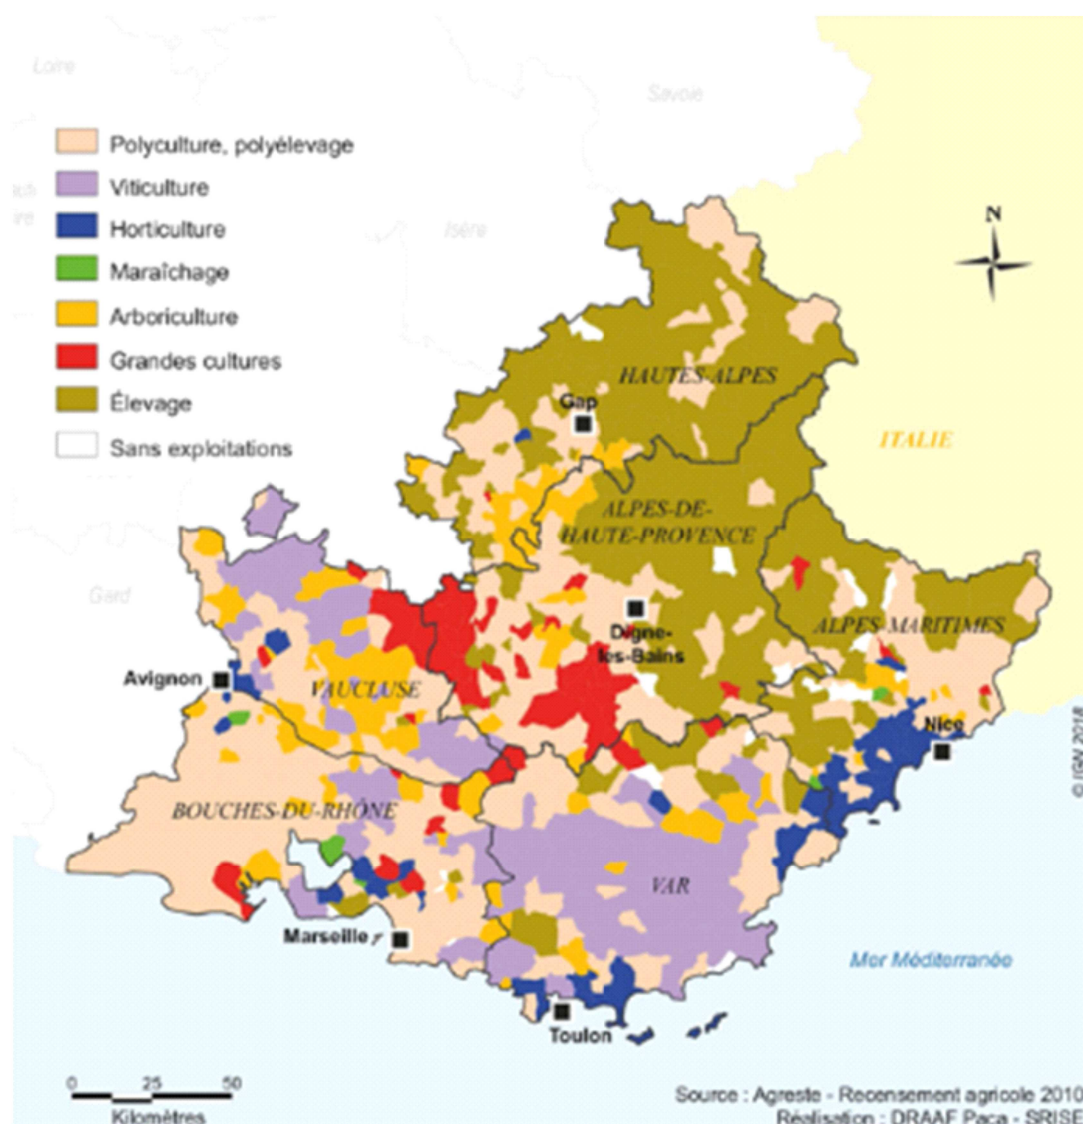 Loire
Savoie
Polyculture, polyélevage
Viticulture
Isère
Horticulture
N
Maraîchage
Arboriculture
Grandes cultures
HAUTES-ALPES
Élevage
Gap
Sans exploitations
ITALIE
ALPES-DE-
HAUTE-PROVENCE
Gard
Digne-
les-Bains
ALPES-MARITIMES
Avignon
VAUCLUSE
Nice
© IGN 2018
BOUCHES-DU-RHÔNE
VAR
Marseille
Mer Méditerranée
Toulon
0 25 50
Kilomètres
Source : Agreste - Recensement agricole 2010
Réalisation : DRAAF Paca - SRISE